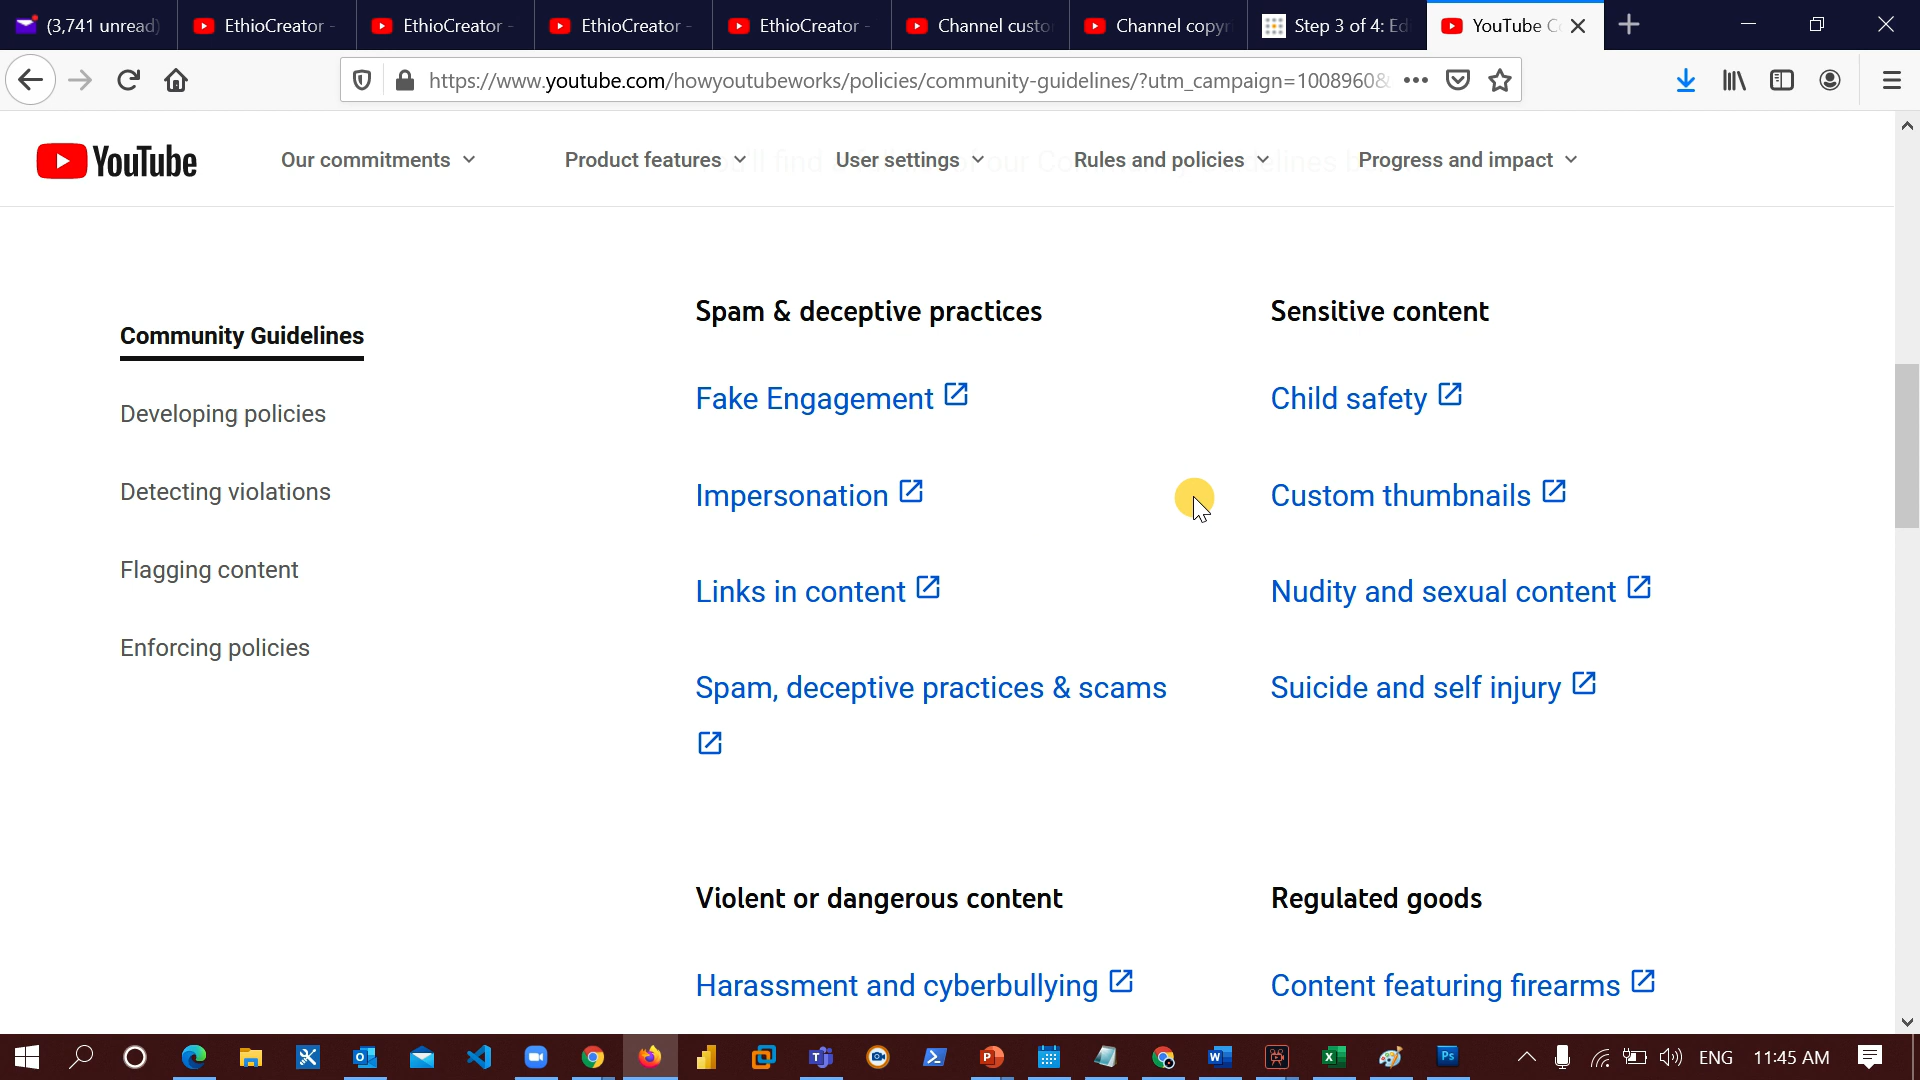 (3,741 unread)
EthioCreator -
EthioCreator -
EthioCreator -
EthioCreator -
Channel custo
Channel copyri
Step 3 of 4: Ed
YouTube C
https://www.youtube.com/howyoutubeworks/policies/community-guidelines/?utm_campaign=1008960&
YouTube
Our commitments
Product features
User settings
Rules and policies
Progress and impact
Community Guidelines
Developing policies
Detecting violations
Flagging content
Enforcing policies
Spam & deceptive practices
Fake Engagement
Impersonation
Links in content
Spam, deceptive practices & scams
Sensitive content
Child safety
Custom thumbnails
Nudity and sexual content
Suicide and self injury
Violent or dangerous content
Harassment and cyberbullying
Regulated goods
Content featuring firearms
ENG
11:45 AM